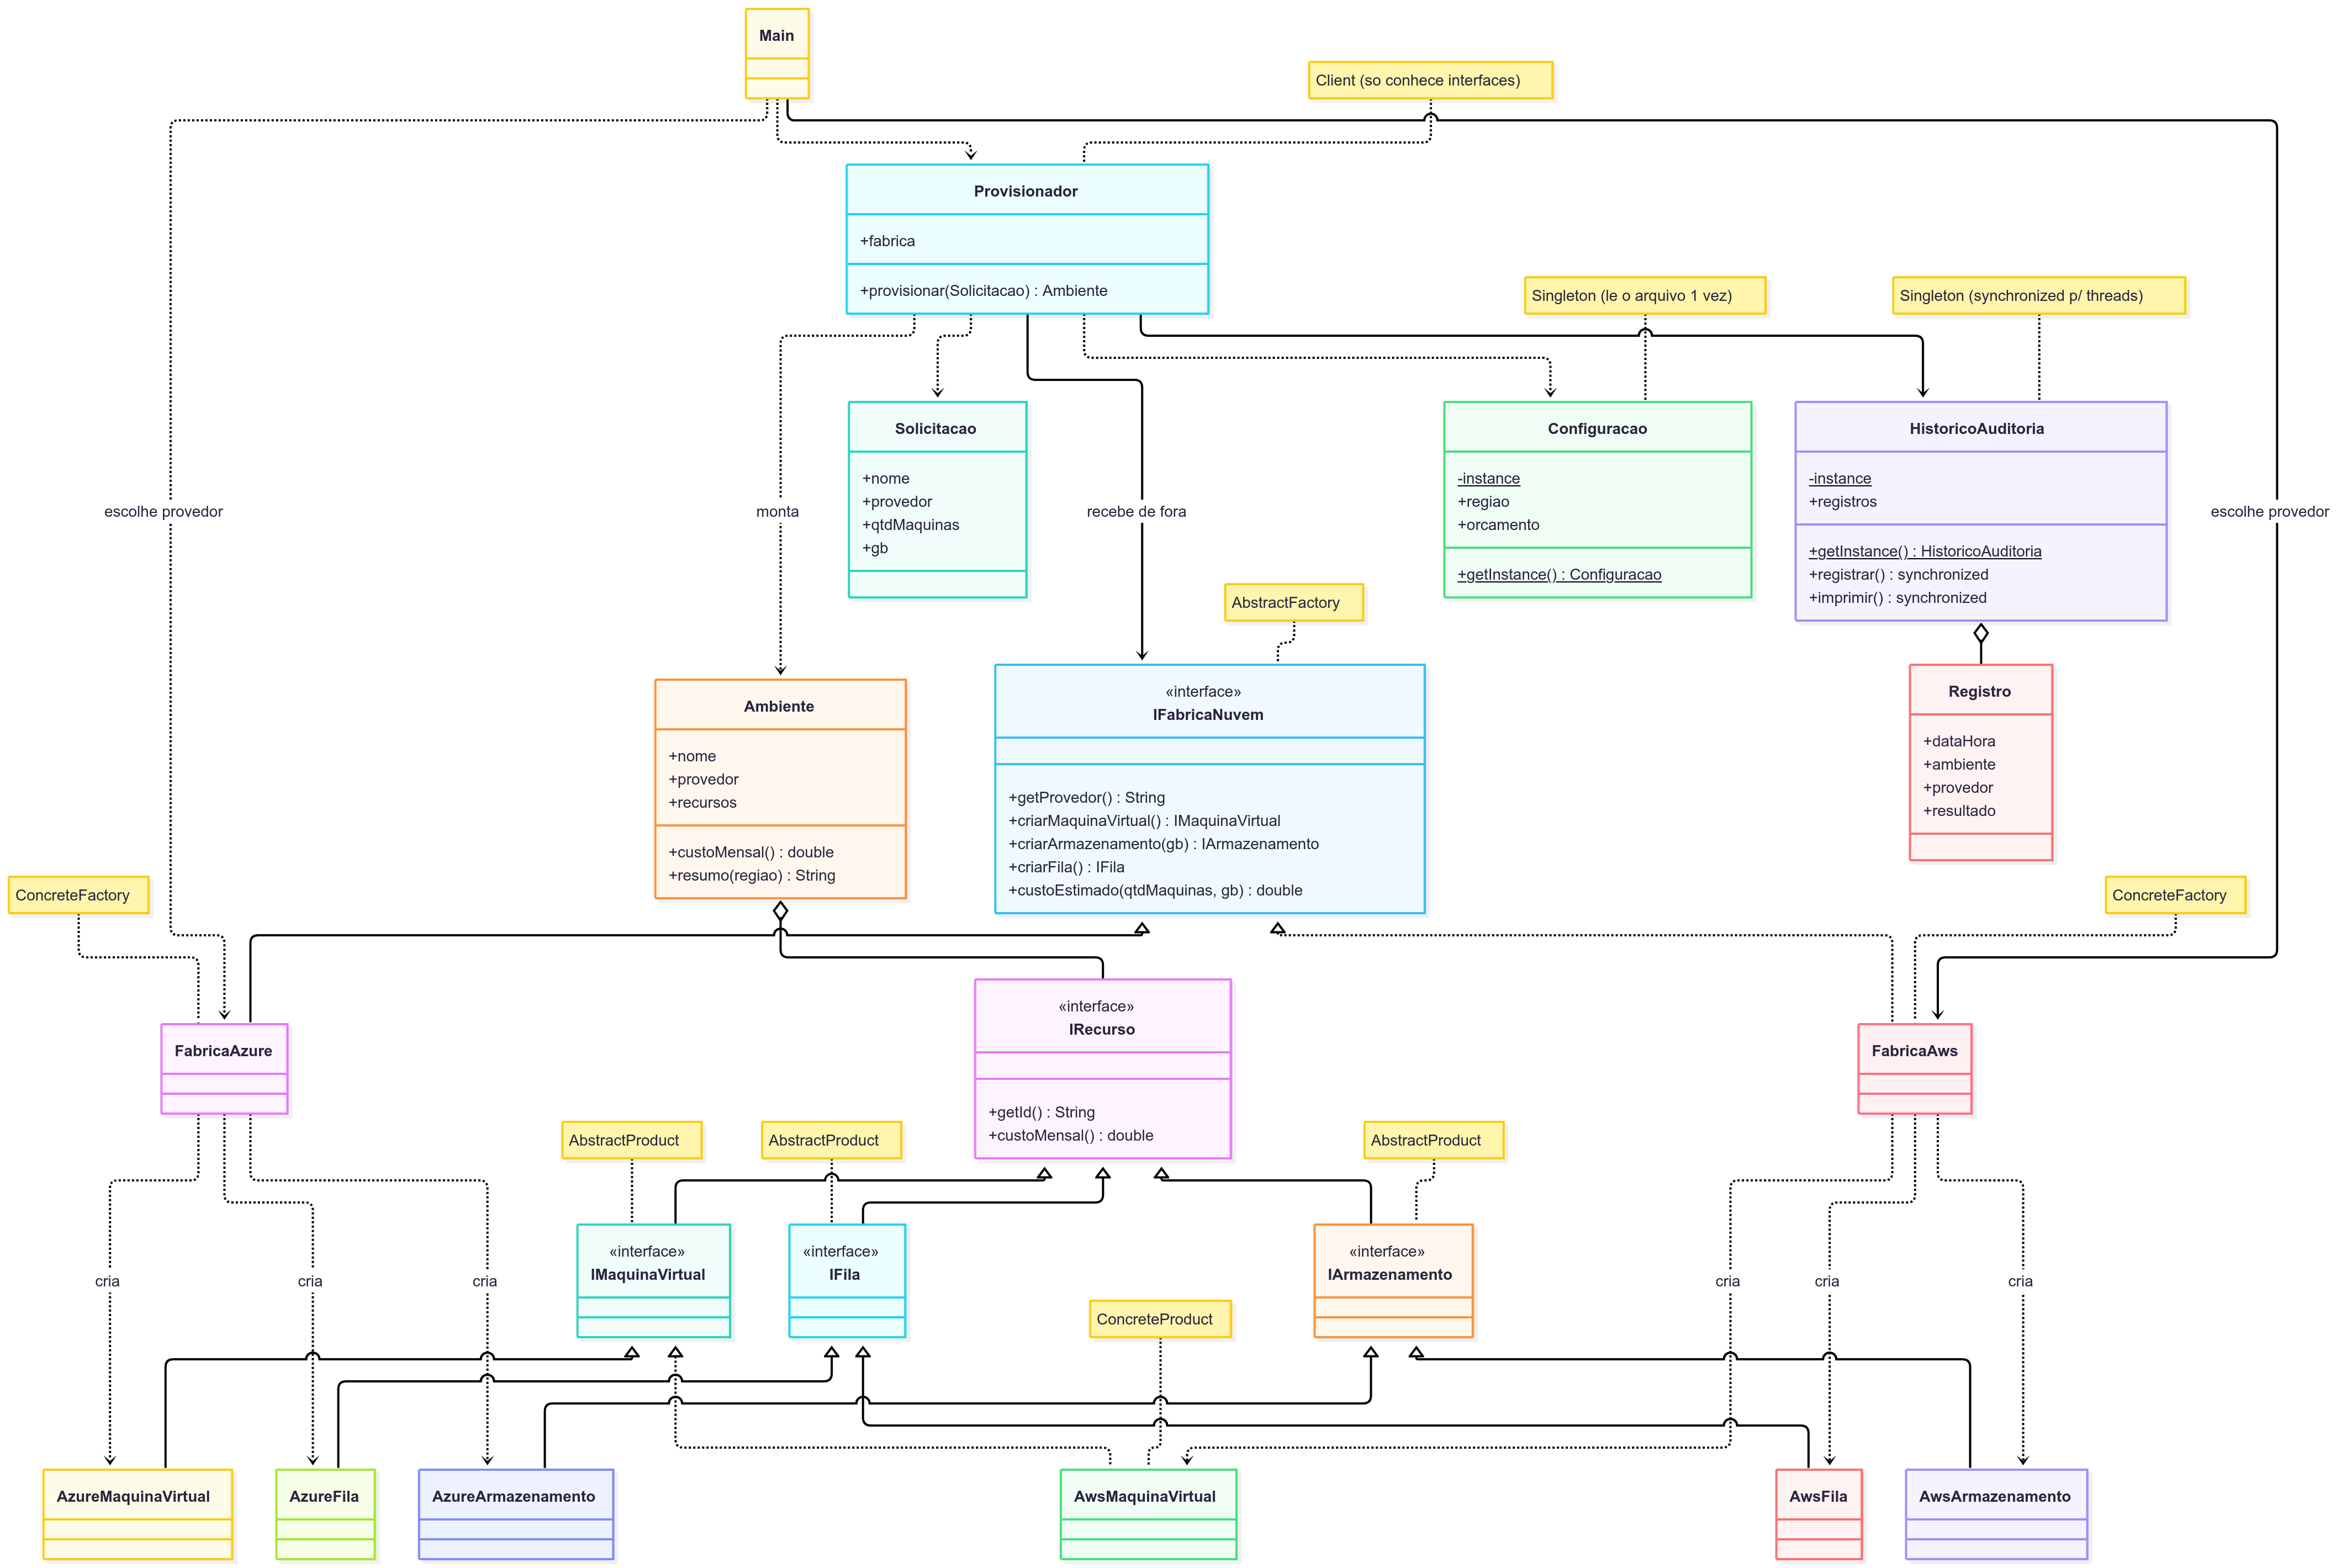 Main
Client (so conhece interfaces)
Provisionador
+fabrica
+provisionar(Solicitacao) : Ambiente
Singleton (le o arquivo 1 vez)
Singleton (synchronized p/ threads)
Solicitacao
+nome
+provedor
+qtdMaquinas
+gb
Configuracao
-instance
+regiao
+orcamento
+getInstance() : Configuracao
HistoricoAuditoria
-instance
+registros
+getInstance() : HistoricoAuditoria
+registrar() : synchronized
+imprimir() : synchronized
escolhe provedor
monta
recebe de fora
escolhe provedor
AbstractFactory
Ambiente
+nome
+provedor
+recursos
+custoMensal() : double
+resumo(regiao) : String
«interface»
IFabricaNuvem
+getProvedor() : String
+criarMaquinaVirtual() : IMaquinaVirtual
+criarArmazenamento(gb) : IArmazenamento
+criarFila() : IFila
+custoEstimado(qtdMaquinas, gb) : double
Registro
+dataHora
+ambiente
+provedor
+resultado
ConcreteFactory
ConcreteFactory
FabricaAzure
«interface»
IRecurso
+getId() : String
+custoMensal() : double
FabricaAws
AbstractProduct
AbstractProduct
AbstractProduct
cria
cria
cria
«interface»
IMaquinaVirtual
«interface»
IFila
«interface»
IArmazenamento
cria
cria
cria
ConcreteProduct
AzureMaquinaVirtual
AzureFila
AzureArmazenamento
AwsMaquinaVirtual
AwsFila
AwsArmazenamento